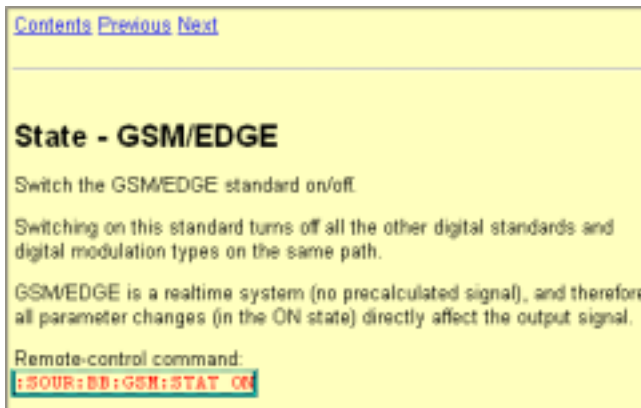 Contents Previous Next
State - GSM/EDGE
Switch the GSM/EDGE standard on/off.
Switching on this standard turns off all the other digital standards and
digital modulation types on the same path.
GSM/EDGE is a realtime system (no precalculated signal), and therefore
all parameter changes (in the ON state) directly affect the output signal.
Remote-control command:
:SOUR:BB:GSM:STAT ON